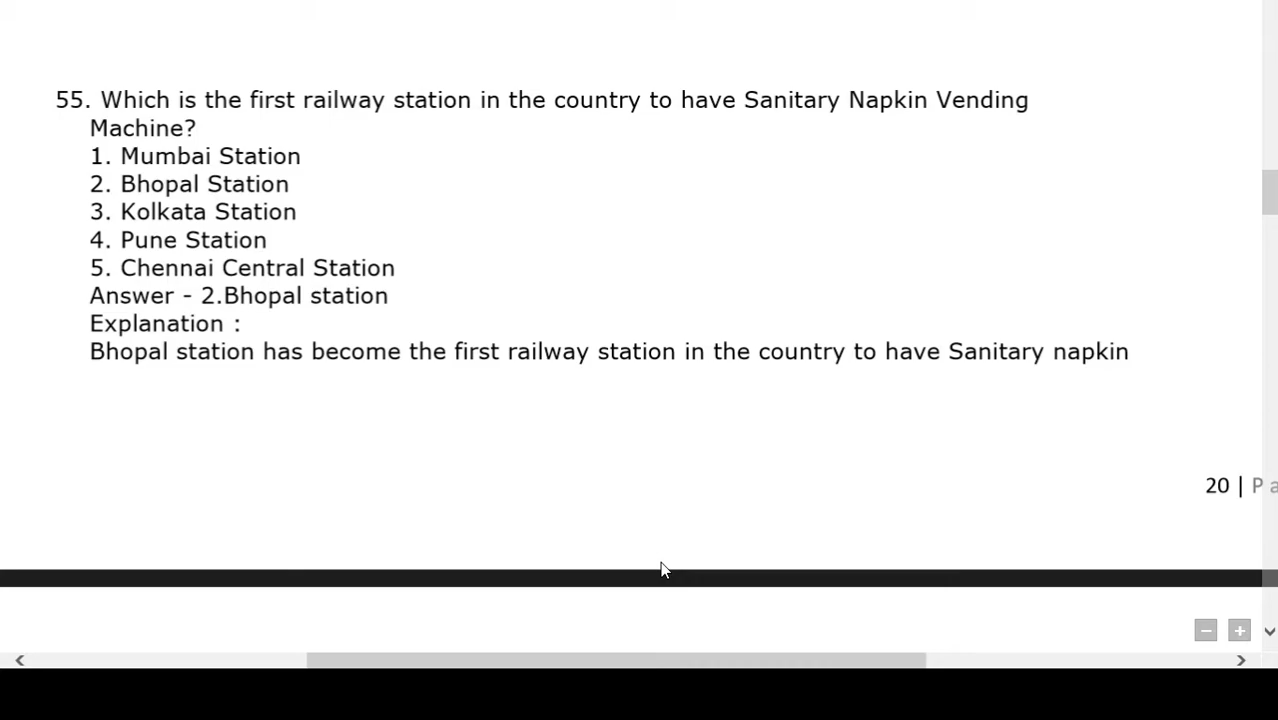 55. Which is the first railway station in the country to have Sanitary Napkin Vending
Machine?
1. Mumbai Station
2. Bhopal Station
3. Kolkata Station
4. Pune Station
5. Chennai Central Station
Answer - 2.Bhopal station
Explanation :
Bhopal station has become the first railway station in the country to have Sanitary napkin
20 | P a